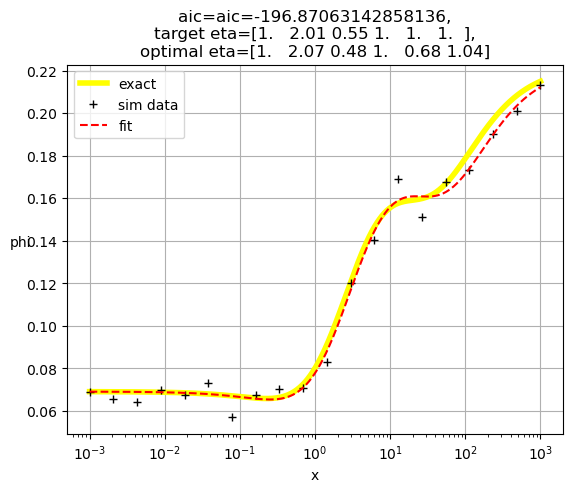 aic=aic=-196.87063142858136,
target eta=[1. 2.01 0.55 1. 1. 1. ],
optimal eta=[1. 2.07 0.48 1. 0.68 1.04]
exact
sim data
fit
phi
0.22
0.20
0.18
0.16
0.14
0.12
0.10
0.08
0.06
10⁻³ 10⁻² 10⁻¹ 10⁰ 10¹ 10² 10³
x